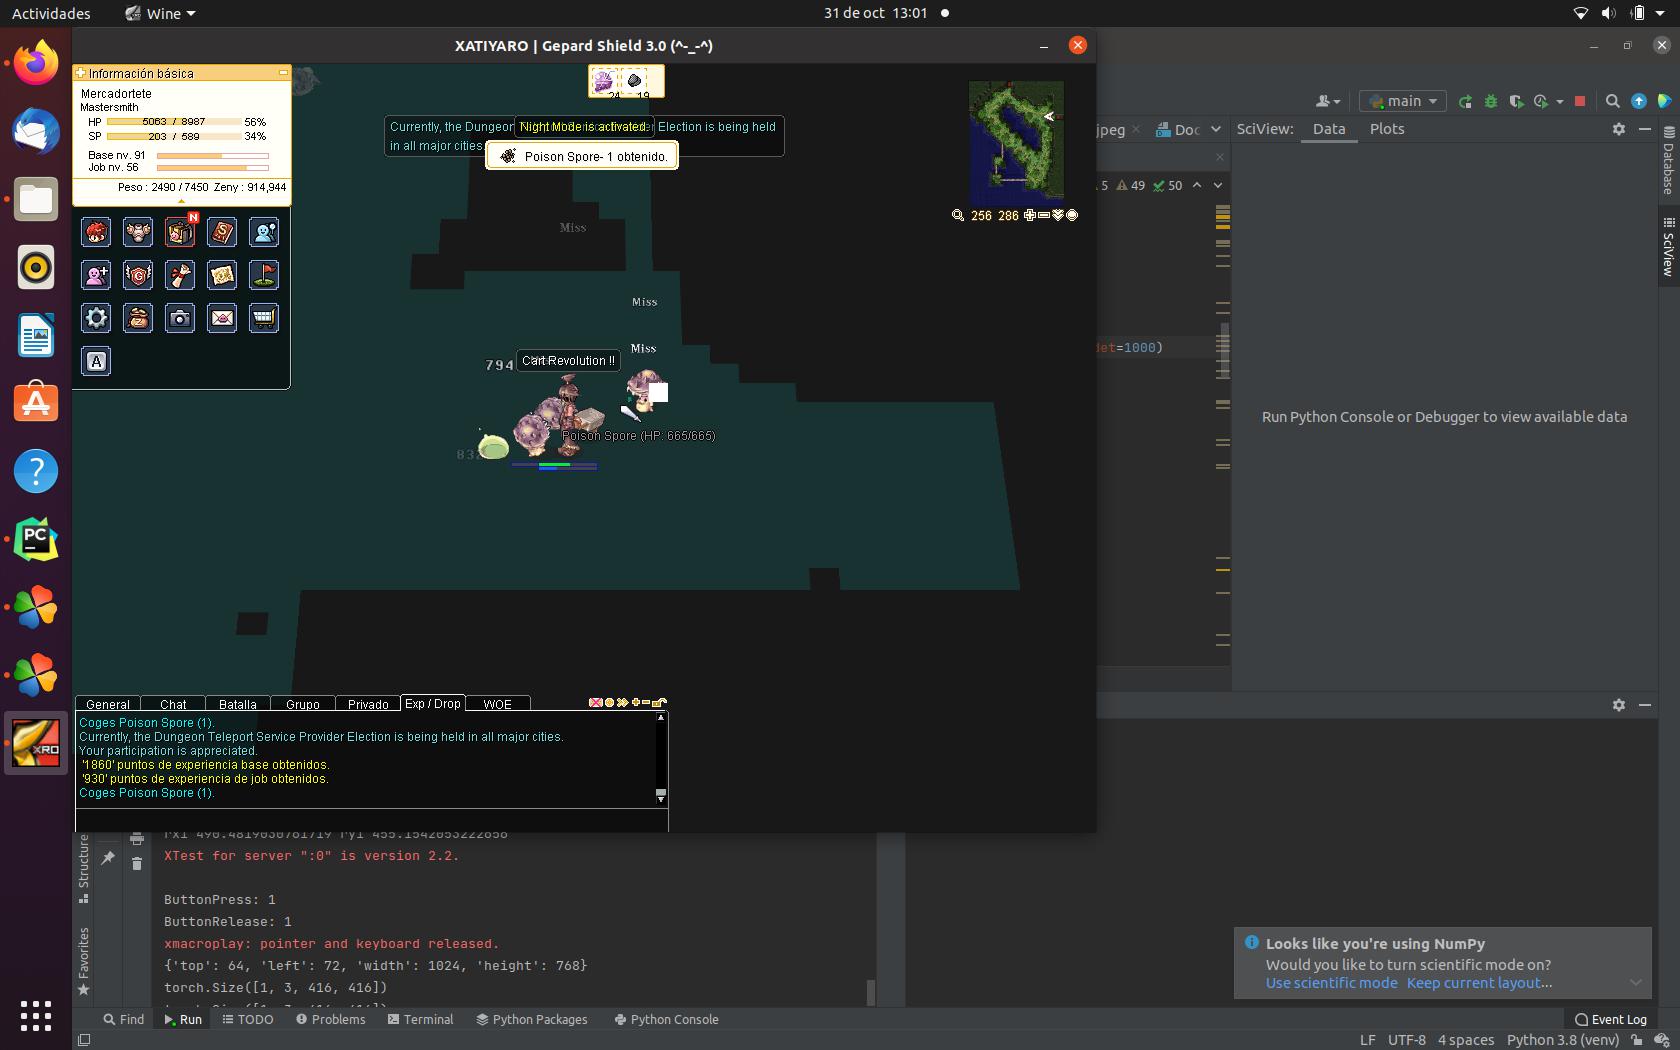 Actividades
Wine
31 de oct 13:01
XATIYARO | Gepard Shield 3.0 (^-_-^)
Información básica
Mercadortete
Mastersmith
HP 5063 / 8987 56%
SP 203 / 589 34%
Base nv. 91
Job nv. 56
Peso : 2490 / 7450 Zeny : 914,944
N
A
24 19
Currently, the Dungeon
Election is being held
in all major cities.
Night Mode is activated.
Poison Spore- 1 obtenido.
256 286
Miss
Miss
Miss
794
Cart Revolution !!
Poison Spore (HP: 665/665)
832
General
Chat
Batalla
Grupo
Privado
Exp / Drop
WOE
Coges Poison Spore (1).
Currently, the Dungeon Teleport Service Provider Election is being held in all major cities.
Your participation is appreciated.
'1860' puntos de experiencia base obtenidos.
'930' puntos de experiencia de job obtenidos.
Coges Poison Spore (1).
PC
XRO
main
jpeg
Doc
SciView:
Data
Plots
5 49 50
Database
SciView
det=1000)
Run Python Console or Debugger to view available data
Structure
Favorites
rx1 490.4819030761719 ry1 455.1542053222656
XTest for server ":0" is version 2.2.
ButtonPress: 1
ButtonRelease: 1
xmacroplay: pointer and keyboard released.
{'top': 64, 'left': 72, 'width': 1024, 'height': 768}
torch.Size([1, 3, 416, 416])
Looks like you're using NumPy
Would you like to turn scientific mode on?
Use scientific mode Keep current layout...
Find
Run
TODO
Problems
Terminal
Python Packages
Python Console
Event Log
LF UTF-8 4 spaces Python 3.8 (venv)